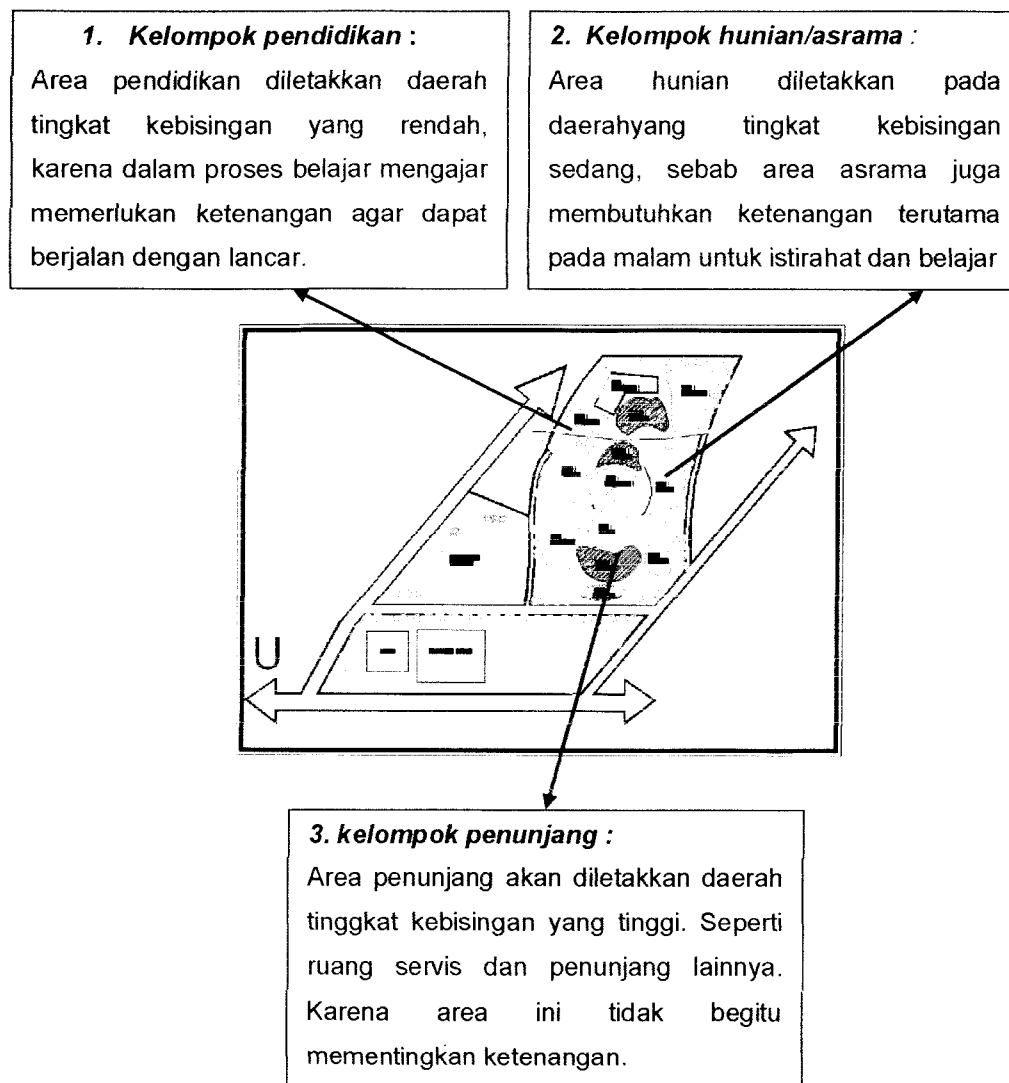 1. Kelompok pendidikan :
Area pendidikan diletakkan daerah
tingkat kebisingan yang rendah,
karena dalam proses belajar mengajar
memerlukan ketenangan agar dapat
berjalan dengan lancar.
2. Kelompok hunian/asrama :
Area hunian diletakkan pada
daerahyang tingkat kebisingan
sedang, sebab area asrama juga
membutuhkan ketenangan terutama
pada malam untuk istirahat dan belajar
U
3. kelompok penunjang :
Area penunjang akan diletakkan daerah
tinggkat kebisingan yang tinggi. Seperti
ruang servis dan penunjang lainnya.
Karena area ini tidak begitu
mementingkan ketenangan.